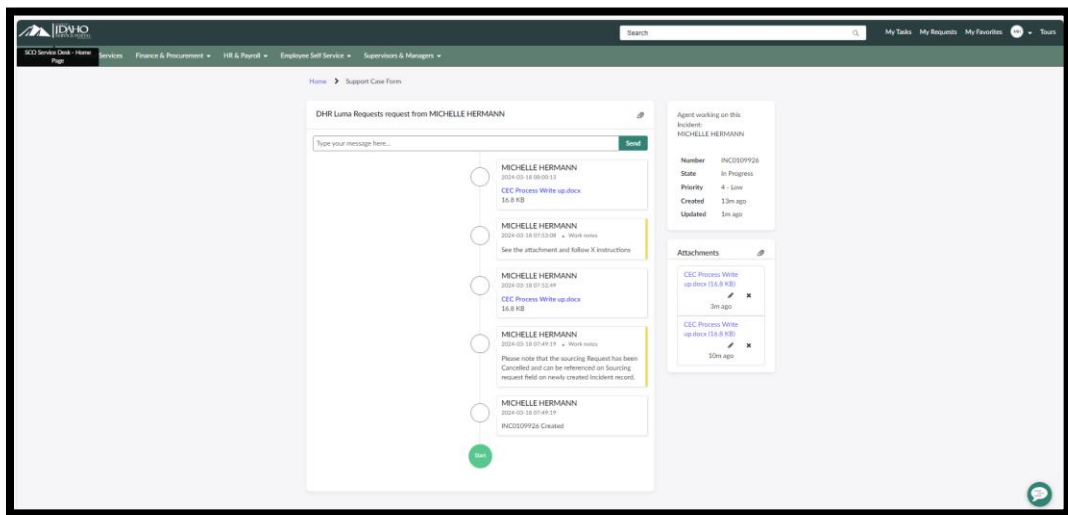 IDAHO
Search
My Tasks My Requests My Favorites MH Tours
SCO Service Desk - Home
Page
Services Finance & Procurement HR & Payroll Employee Self Service Supervisors & Managers
Home > Support Case Form
DHR Luma Requests request from MICHELLE HERMANN
Type your message here...
Send
MICHELLE HERMANN
2024-03-18 08:00:13
CEC Process Write up.docx
16.8 KB
MICHELLE HERMANN
2024-03-18 07:53:08 • Work notes
See the attachment and follow X instructions
MICHELLE HERMANN
2024-03-18 07:52:49
CEC Process Write up.docx
16.8 KB
MICHELLE HERMANN
2024-03-18 07:49:19 • Work notes
Please note that the sourcing Request has been
Cancelled and can be referenced on Sourcing
request field on newly created Incident record.
MICHELLE HERMANN
2024-03-18 07:49:19
INC0109926 Created
Start
Agent working on this
Incident:
MICHELLE HERMANN
Number INC0109926
State In Progress
Priority 4 - Low
Created 13m ago
Updated 1m ago
Attachments
CEC Process Write
up.docx (16.8 KB)
3m ago
CEC Process Write
up.docx (16.8 KB)
10m ago